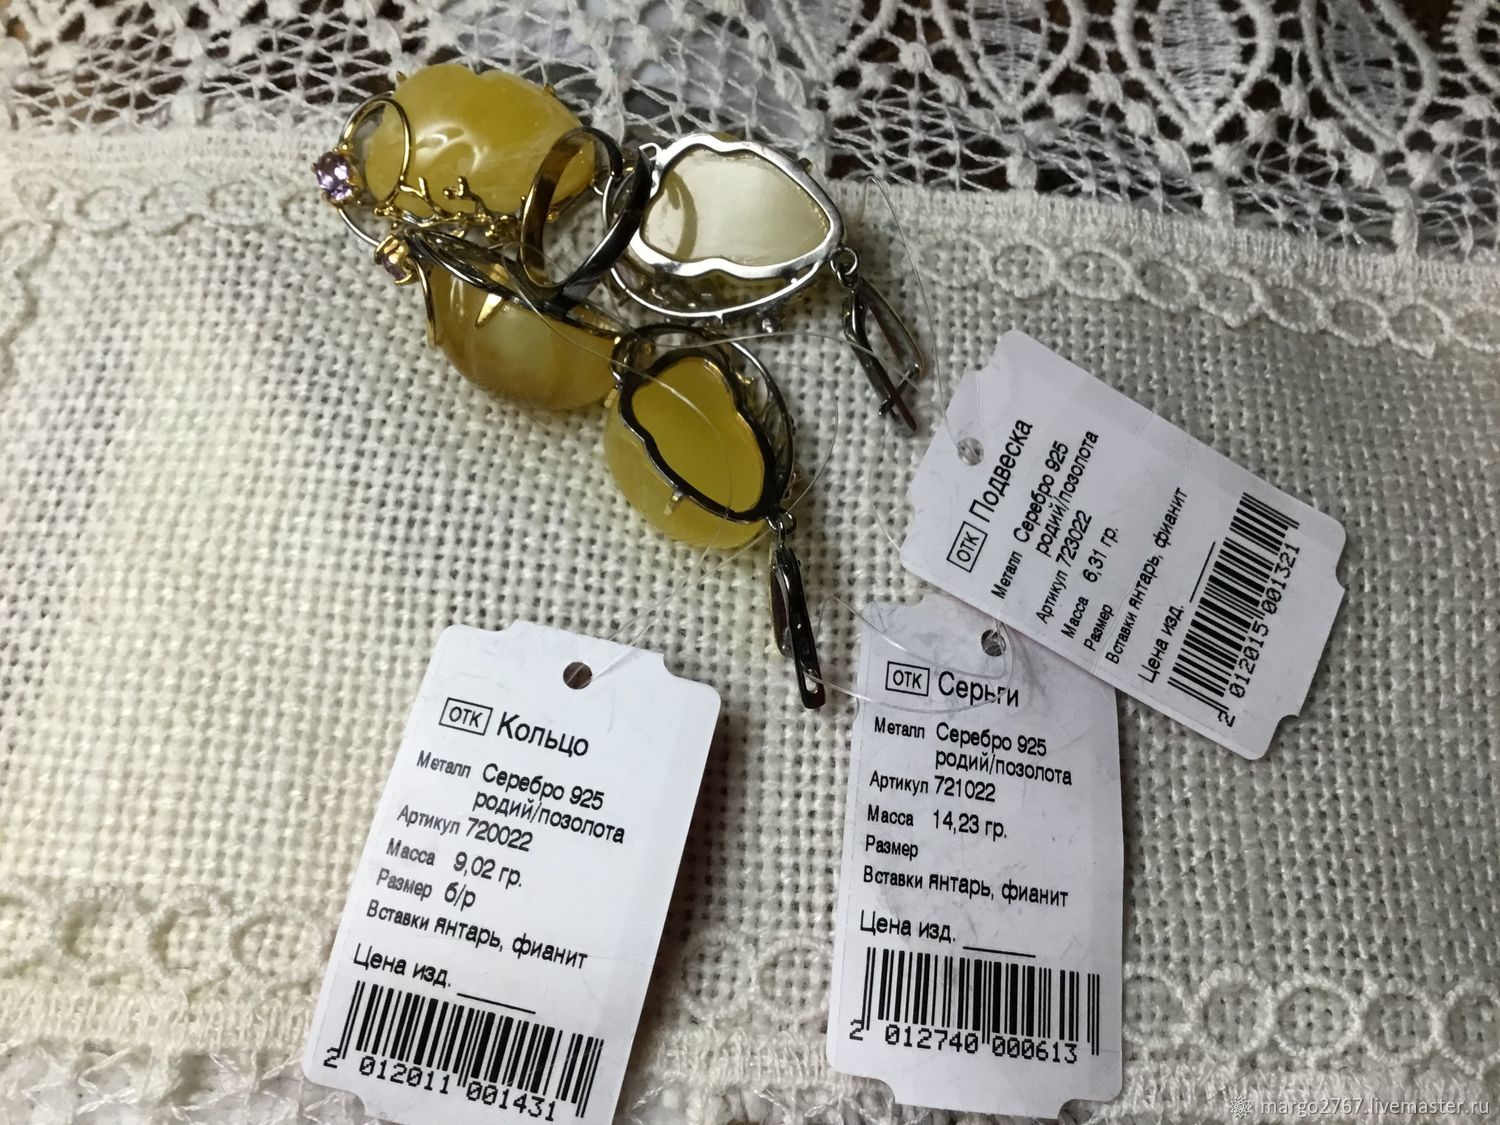 ОТК Кольцо
Металл Серебро 925
родий/позолота
Артикул 720022
Масса 9,02 гр.
Размер б/р
Вставки янтарь, фианит
Цена изд.
2 012011 001431
ОТК Серьги
Металл Серебро 925
родий/позолота
Артикул 721022
Масса 14,23 гр.
Размер
Вставки янтарь, фианит
Цена изд.
2 012740 000613
ОТК Подвеска
Металл Серебро 925
родий/позолота
Артикул 723022
Масса 6,31 гр.
Размер
Вставки янтарь, фианит
Цена изд.
2 012015 001321
margo2767.livemaster.ru